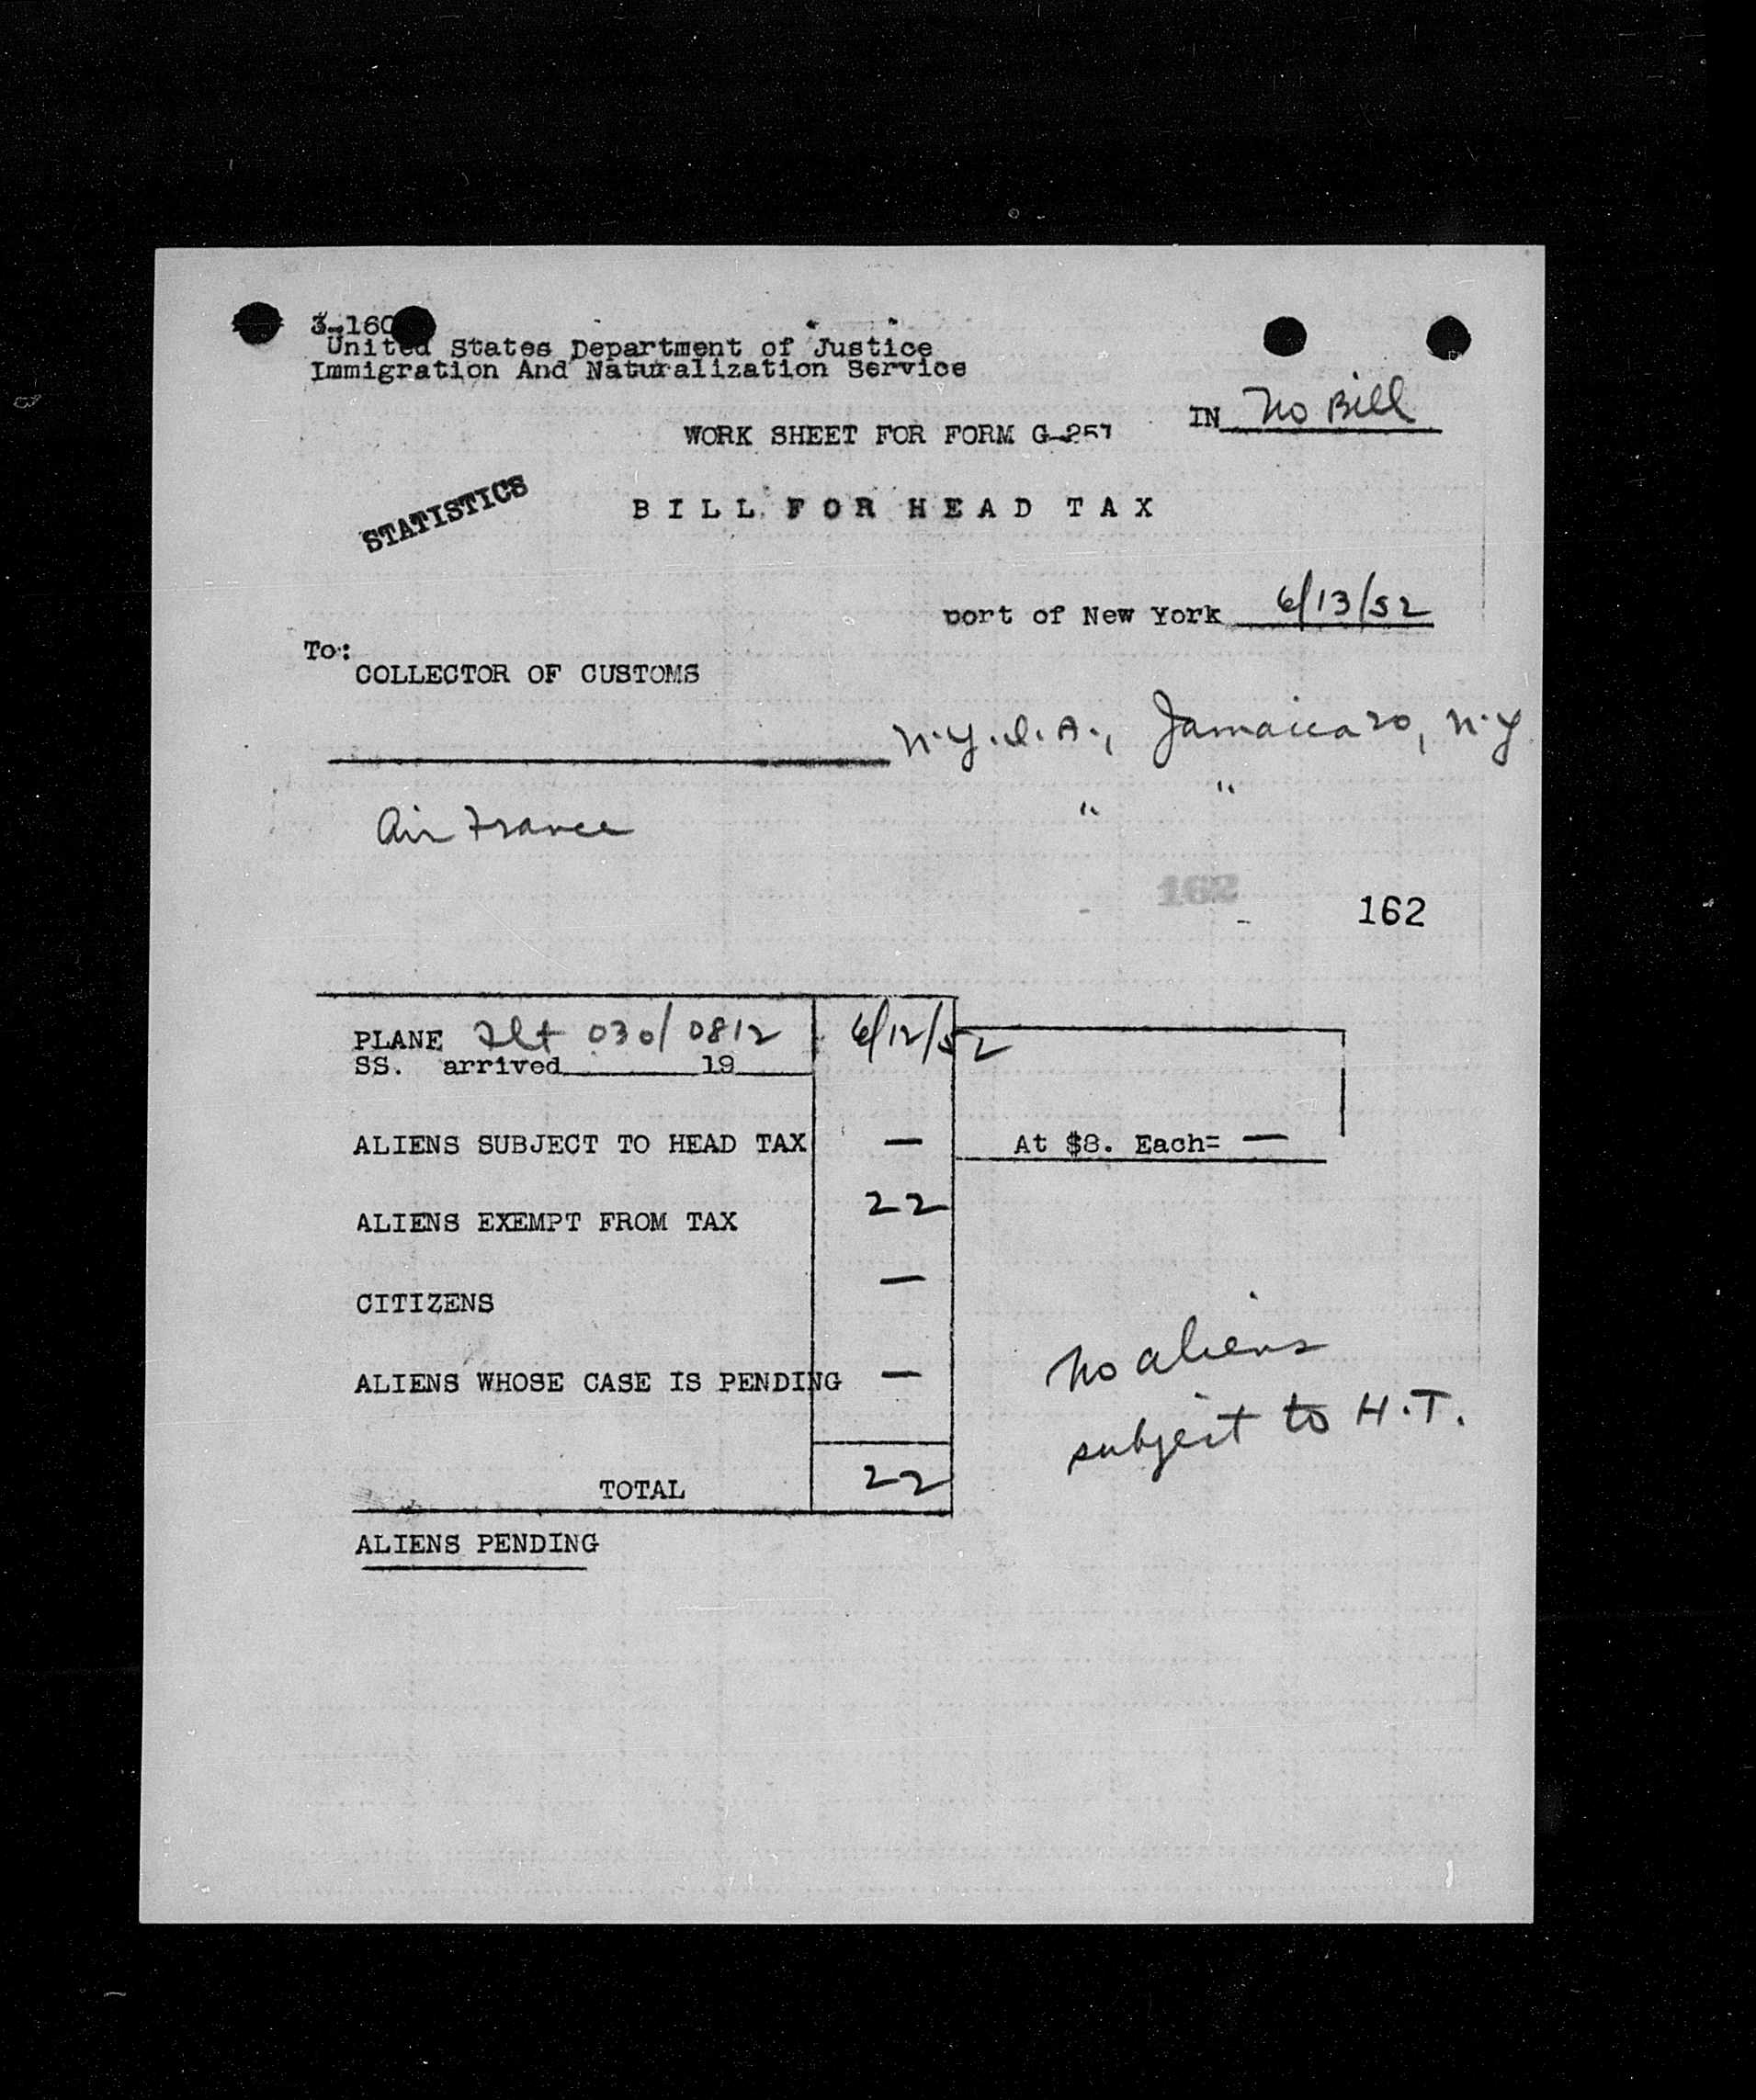 3-160
United States Department of Justice
Immigration And Naturalization Service
IN No Bill
WORK SHEET FOR FORM G-257
STATISTICS
BILL FOR HEAD TAX
port of New York 6/13/52
To:
COLLECTOR OF CUSTOMS
N.Y.I.A., Jamaica 20, N.Y.
Air France " "
162
162
PLANE Flt 030/0812 6/12/52
SS. arrived 19
ALIENS SUBJECT TO HEAD TAX — At $8. Each= —
ALIENS EXEMPT FROM TAX 22
CITIZENS —
ALIENS WHOSE CASE IS PENDING —
No aliens
subject to H.T.
TOTAL 22
ALIENS PENDING